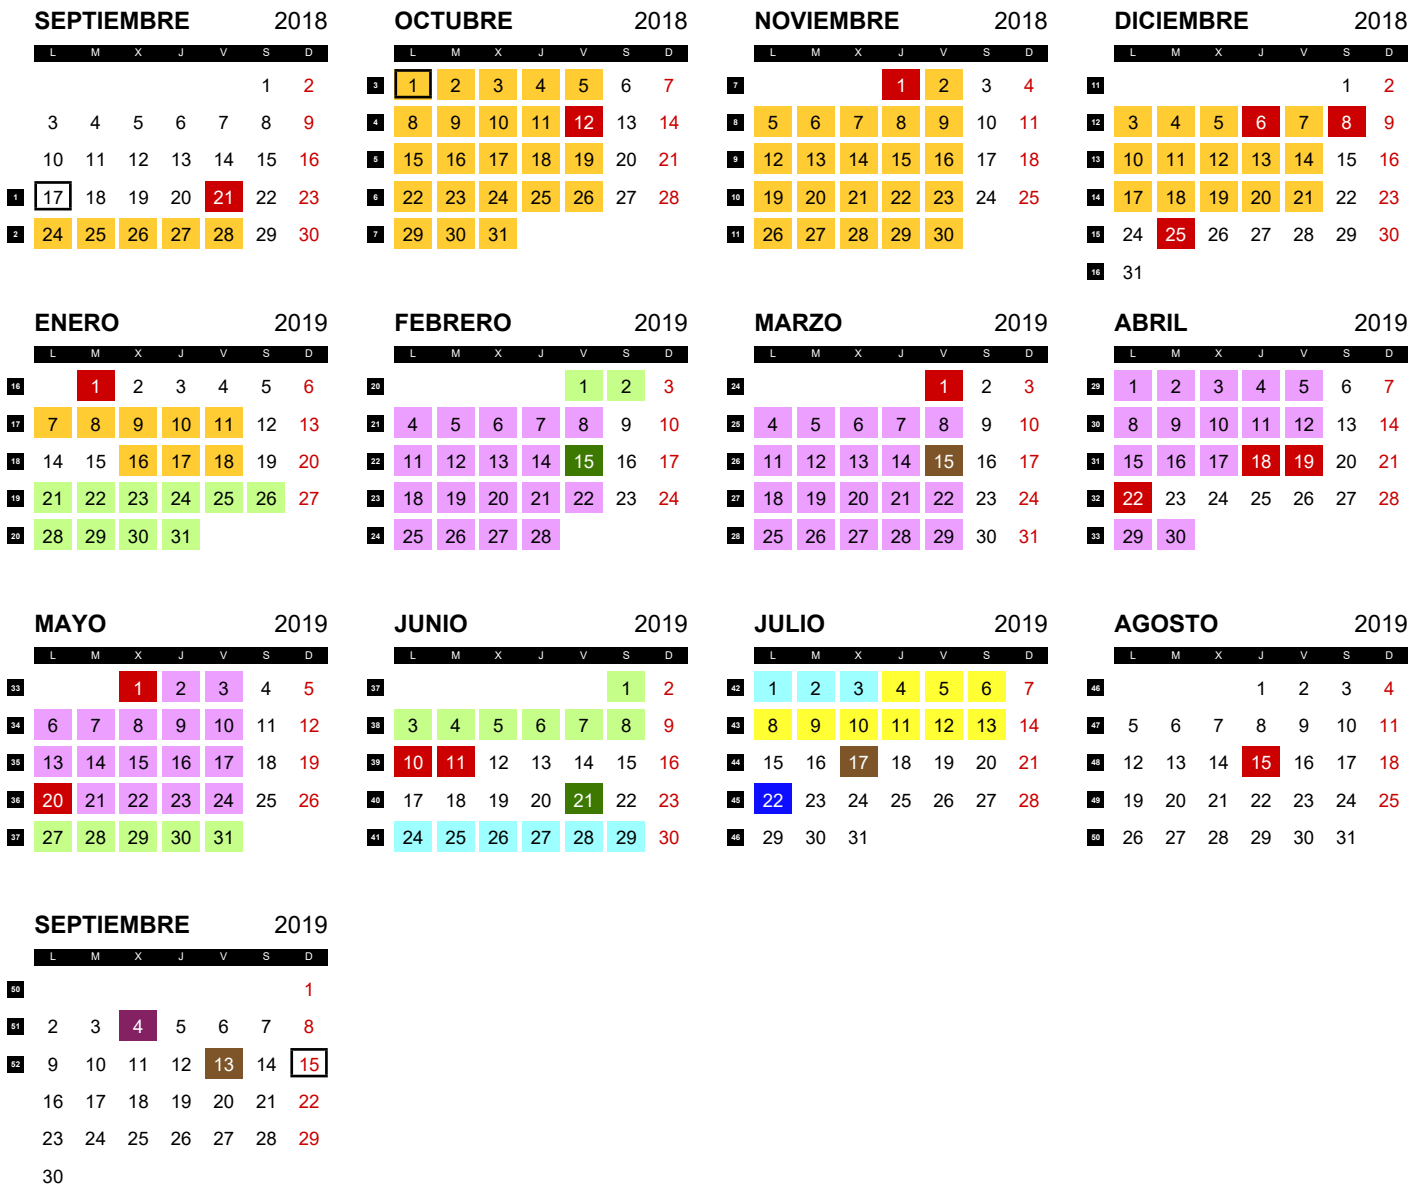 SEPTIEMBRE 2018
L M X J V S D
1 2
3 4 5 6 7 8 9
10 11 12 13 14 15 16
1 17 18 19 20 21 22 23
2 24 25 26 27 28 29 30
OCTUBRE 2018
L M X J V S D
3 1 2 3 4 5 6 7
4 8 9 10 11 12 13 14
5 15 16 17 18 19 20 21
6 22 23 24 25 26 27 28
7 29 30 31
NOVIEMBRE 2018
L M X J V S D
7 1 2 3 4
8 5 6 7 8 9 10 11
9 12 13 14 15 16 17 18
10 19 20 21 22 23 24 25
11 26 27 28 29 30
DICIEMBRE 2018
L M X J V S D
11 1 2
12 3 4 5 6 7 8 9
13 10 11 12 13 14 15 16
14 17 18 19 20 21 22 23
15 24 25 26 27 28 29 30
16 31
ENERO 2019
L M X J V S D
16 1 2 3 4 5 6
17 7 8 9 10 11 12 13
18 14 15 16 17 18 19 20
19 21 22 23 24 25 26 27
20 28 29 30 31
FEBRERO 2019
L M X J V S D
20 1 2 3
21 4 5 6 7 8 9 10
22 11 12 13 14 15 16 17
23 18 19 20 21 22 23 24
24 25 26 27 28
MARZO 2019
L M X J V S D
24 1 2 3
25 4 5 6 7 8 9 10
26 11 12 13 14 15 16 17
27 18 19 20 21 22 23 24
28 25 26 27 28 29 30 31
ABRIL 2019
L M X J V S D
29 1 2 3 4 5 6 7
30 8 9 10 11 12 13 14
31 15 16 17 18 19 20 21
32 22 23 24 25 26 27 28
33 29 30
MAYO 2019
L M X J V S D
33 1 2 3 4 5
34 6 7 8 9 10 11 12
35 13 14 15 16 17 18 19
36 20 21 22 23 24 25 26
37 27 28 29 30 31
JUNIO 2019
L M X J V S D
37 1 2
38 3 4 5 6 7 8 9
39 10 11 12 13 14 15 16
40 17 18 19 20 21 22 23
41 24 25 26 27 28 29 30
JULIO 2019
L M X J V S D
42 1 2 3 4 5 6 7
43 8 9 10 11 12 13 14
44 15 16 17 18 19 20 21
45 22 23 24 25 26 27 28
46 29 30 31
AGOSTO 2019
L M X J V S D
46 1 2 3 4
47 5 6 7 8 9 10 11
48 12 13 14 15 16 17 18
49 19 20 21 22 23 24 25
50 26 27 28 29 30 31
SEPTIEMBRE 2019
L M X J V S D
50 1
51 2 3 4 5 6 7 8
52 9 10 11 12 13 14 15
16 17 18 19 20 21 22
23 24 25 26 27 28 29
30